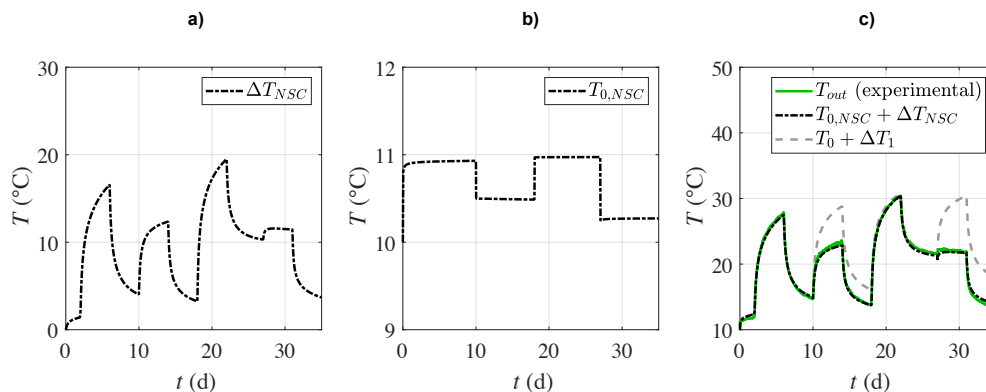 a)
b)
c)
30
20
10
0
T (°C)
ΔT_NSC
0
10
20
30
t (d)
12
11
10
9
T (°C)
T_0,NSC
0
10
20
30
t (d)
50
40
30
20
10
T (°C)
T_out (experimental)
T_0,NSC + ΔT_NSC
T_0 + ΔT_1
0
10
20
30
t (d)